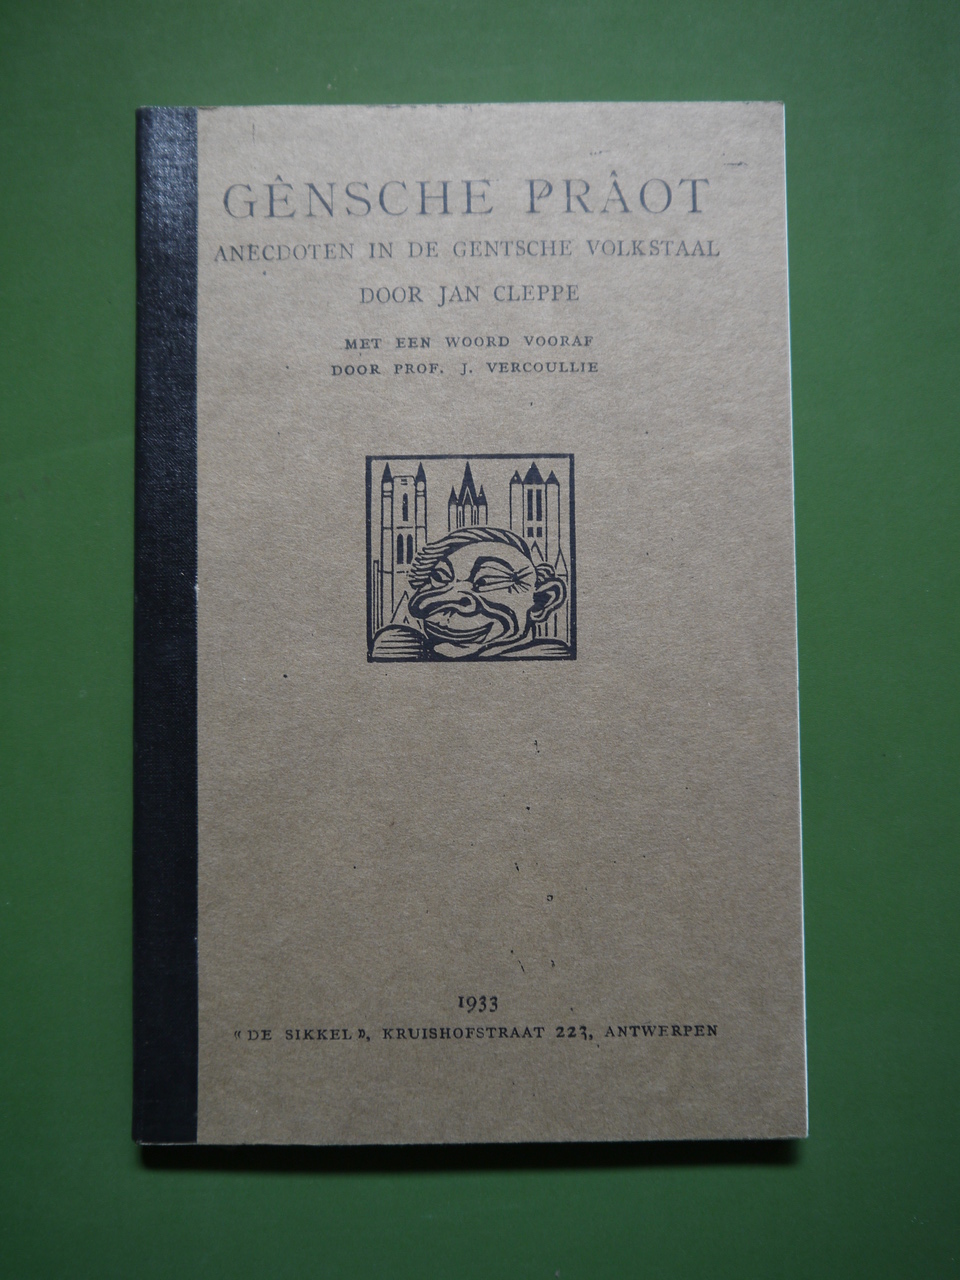 GÊNSCHE PRÂOT
ANECDOTEN IN DE GENTSCHE VOLKSTAAL
DOOR JAN CLEPPE
MET EEN WOORD VOORAF
DOOR PROF. J. VERCOULLIE
1933
« DE SIKKEL », KRUISHOFSTRAAT 223, ANTWERPEN